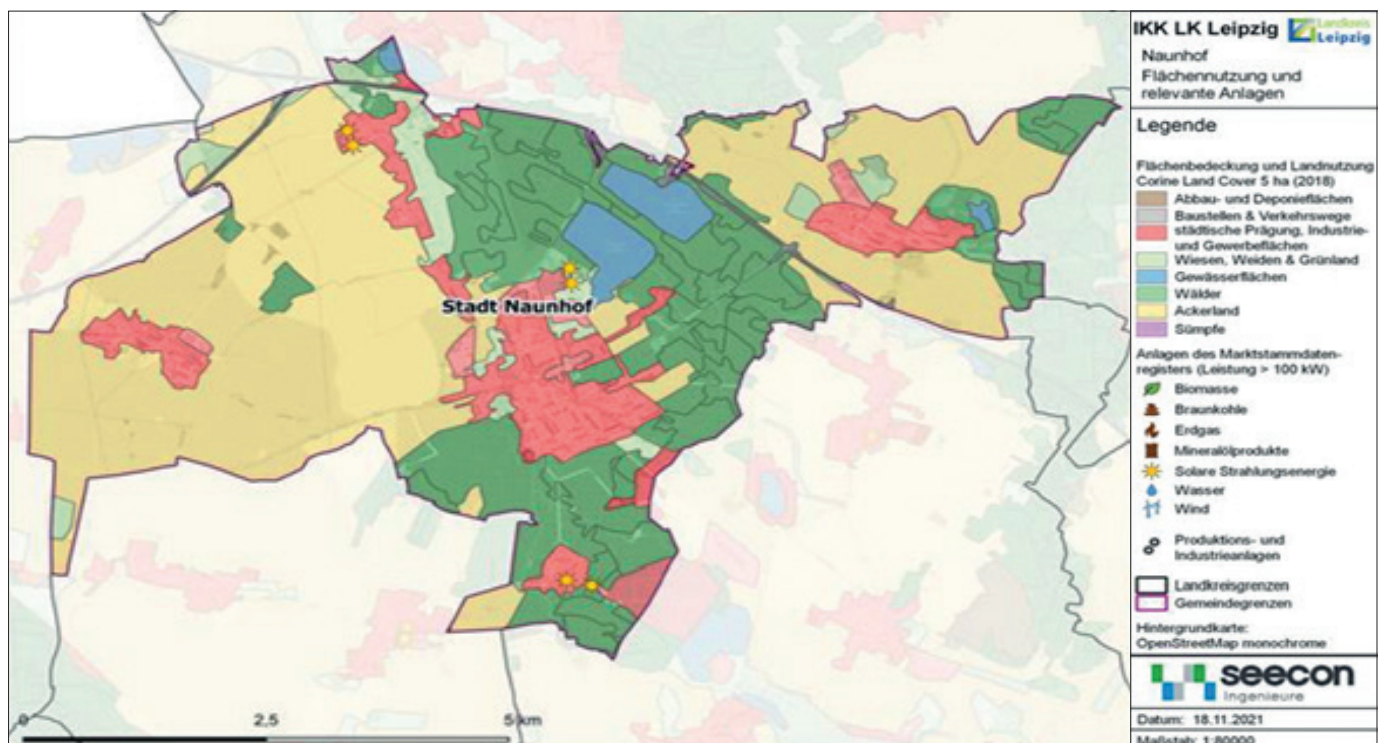 Stadt Naunhof
0 2,5 5 km
IKK LK Leipzig
Landkreis
Leipzig
Naunhof
Flächennutzung und
relevante Anlagen
Legende
Flächenbedeckung und Landnutzung
Corine Land Cover 5 ha (2018)
Abbau- und Deponieflächen
Baustellen & Verkehrswege
städtische Prägung, Industrie-
und Gewerbeflächen
Wiesen, Weiden & Grünland
Gewässerflächen
Wälder
Ackerland
Sümpfe
Anlagen des Marktstammdaten-
registers (Leistung > 100 kW)
Biomasse
Braunkohle
Erdgas
Mineralölprodukte
Solare Strahlungsenergie
Wasser
Wind
Produktions- und
Industrieanlagen
Landkreisgrenzen
Gemeindegrenzen
Hintergrundkarte:
OpenStreetMap monochrome
seecon
Ingenieure
Datum: 18.11.2021
Maßstab: 1:80000